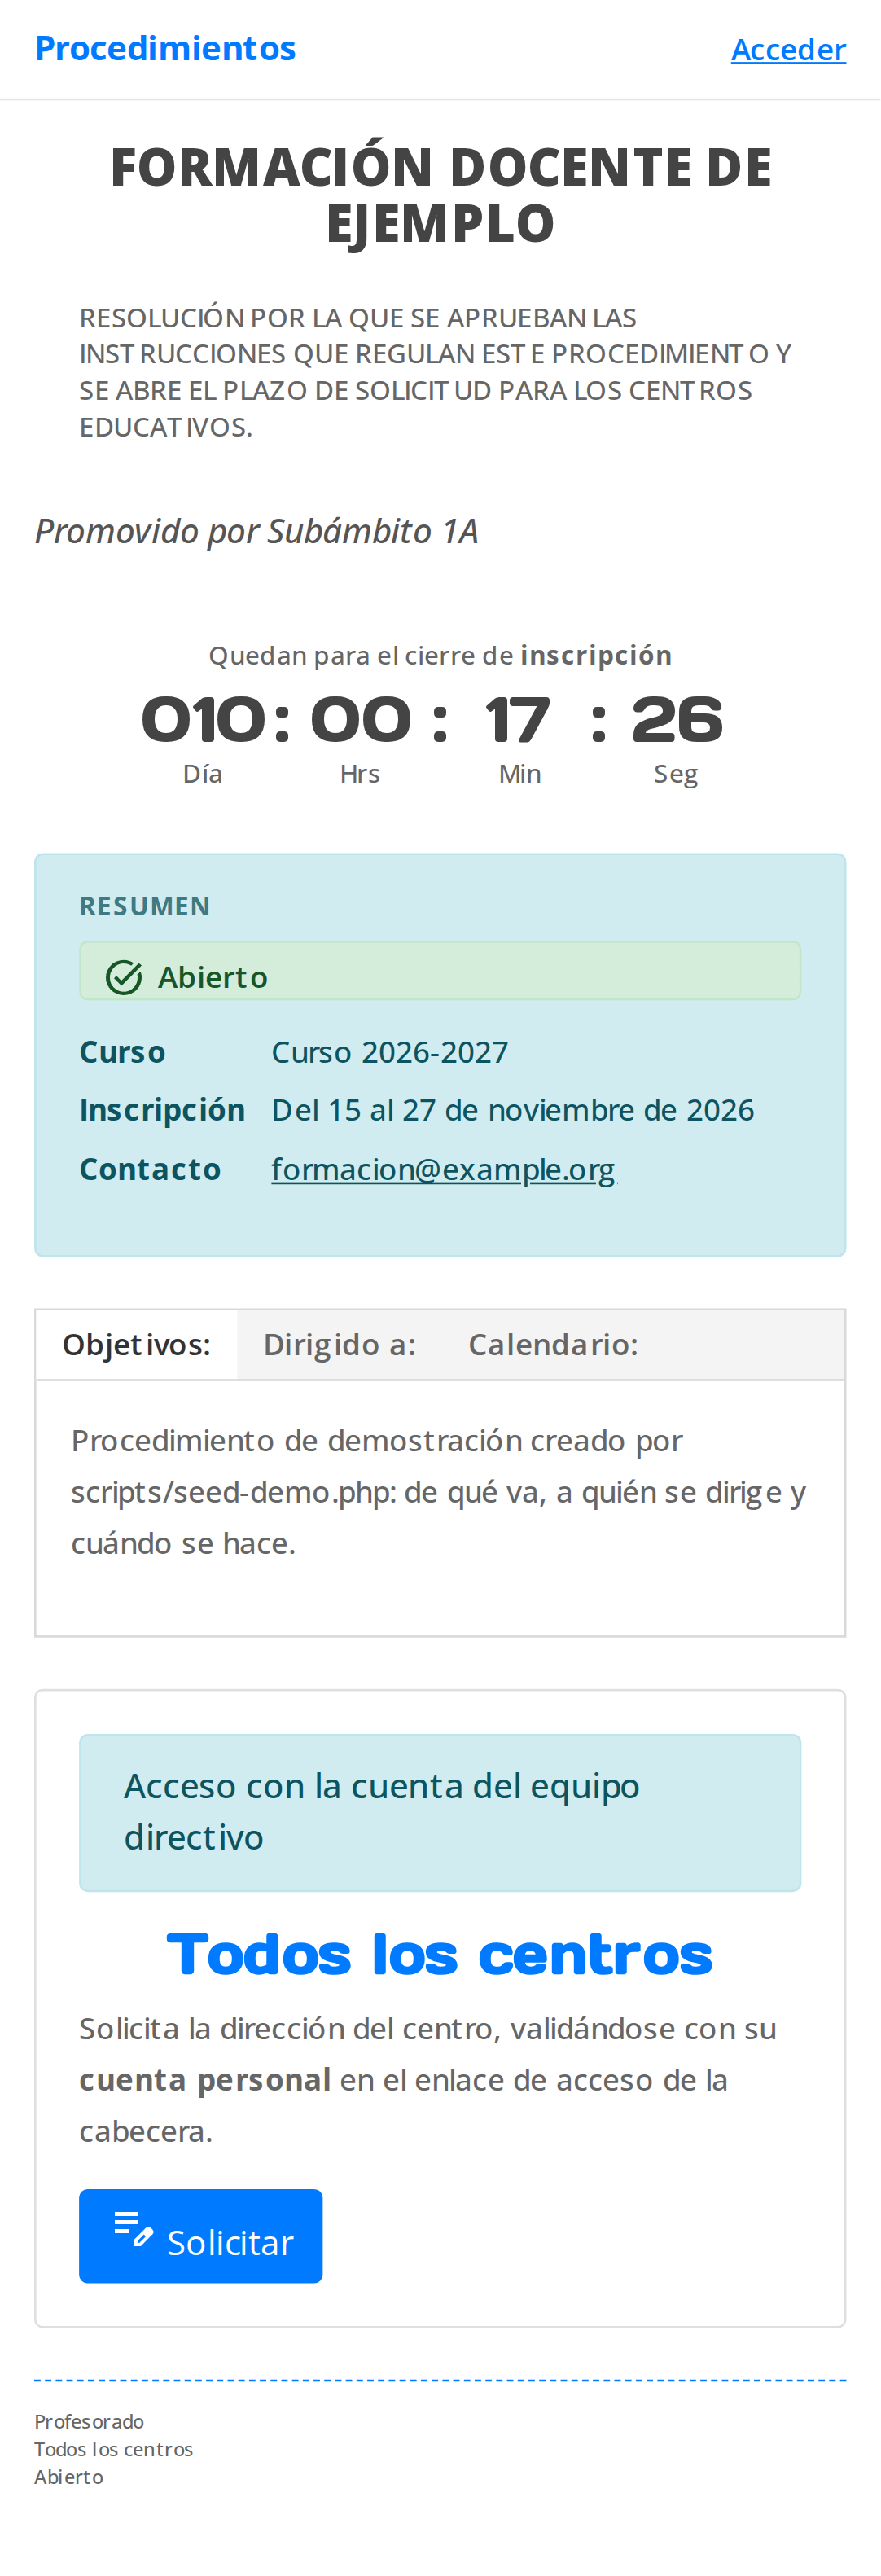 Procedimientos
Acceder
FORMACIÓN DOCENTE DE
EJEMPLO
RESOLUCIÓN POR LA QUE SE APRUEBAN LAS
INSTRUCCIONES QUE REGULAN ESTE PROCEDIMIENTO Y
SE ABRE EL PLAZO DE SOLICITUD PARA LOS CENTROS
EDUCATIVOS.
Promovido por Subámbito 1A
Quedan para el cierre de inscripción
010 : 00 : 17 : 26
Día Hrs Min Seg
RESUMEN
Abierto
Curso Curso 2026-2027
Inscripción Del 15 al 27 de noviembre de 2026
Contacto formacion@example.org
Objetivos: Dirigido a: Calendario:
Procedimiento de demostración creado por
scripts/seed-demo.php: de qué va, a quién se dirige y
cuándo se hace.
Acceso con la cuenta del equipo
directivo
Todos los centros
Solicita la dirección del centro, validándose con su
cuenta personal en el enlace de acceso de la
cabecera.
Solicitar
Profesorado
Todos los centros
Abierto